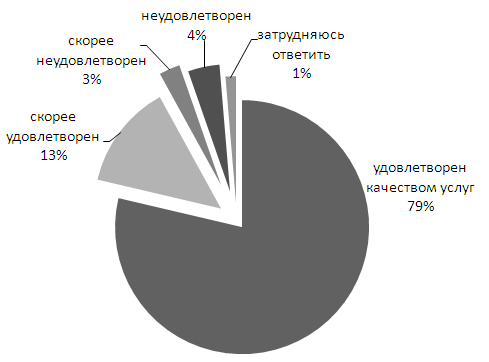 неудовлетворен
4%
затрудняюсь
ответить
1%
скорее
неудовлетворен
3%
скорее
удовлетворен
13%
удовлетворен
качеством услуг
79%